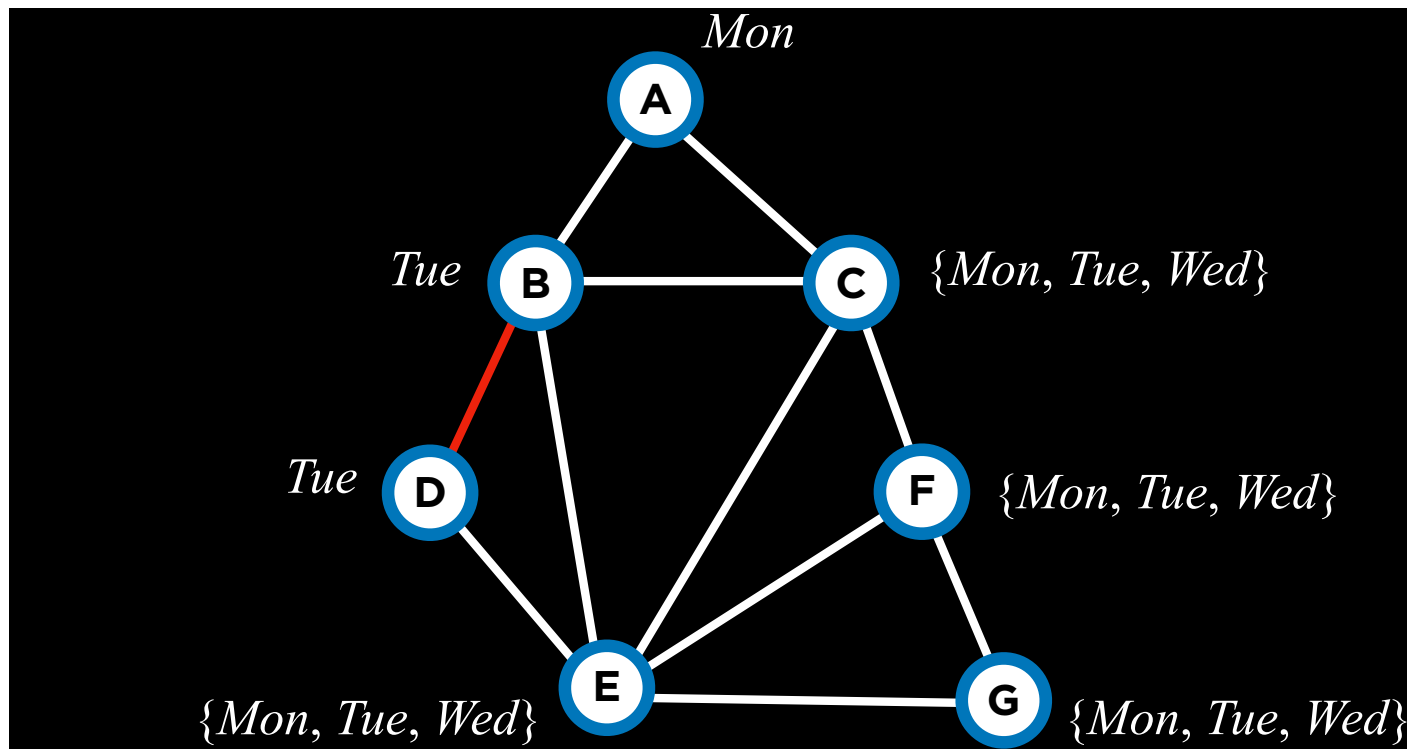 Mon
A
Tue
B
C
{Mon, Tue, Wed}
Tue
D
F
{Mon, Tue, Wed}
E
G
{Mon, Tue, Wed}
{Mon, Tue, Wed}